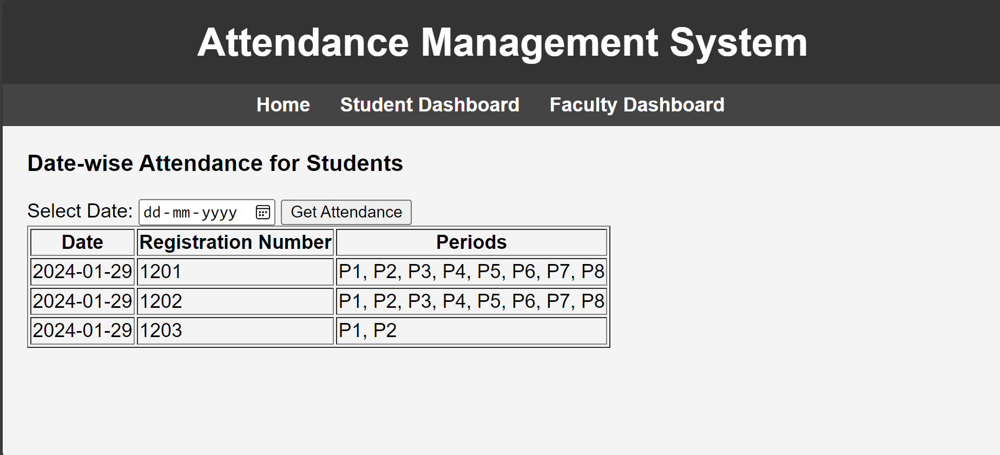 Attendance Management System
Home Student Dashboard Faculty Dashboard
Date-wise Attendance for Students
Select Date: dd-mm-yyyy Get Attendance
Date Registration Number Periods
2024-01-29 1201 P1, P2, P3, P4, P5, P6, P7, P8
2024-01-29 1202 P1, P2, P3, P4, P5, P6, P7, P8
2024-01-29 1203 P1, P2